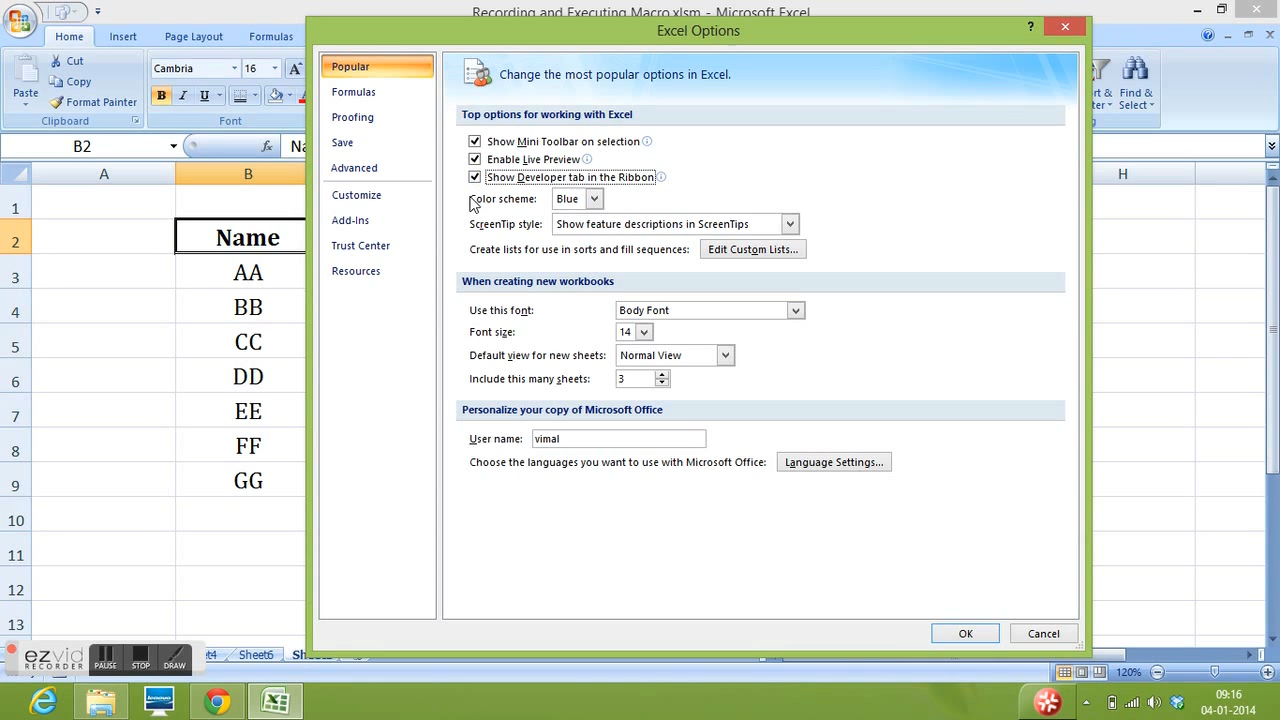 Recording and Executing Macro.xlsm - Microsoft Excel
Excel Options
Home Insert Page Layout Formulas
Paste
Cut
Copy
Format Painter
Clipboard
Cambria 16 A
B I U
Font
Find &
Select
B2
fx
A B H
1
2
3
4
5
6
7
8
9
10
11
12
13
Name
AA
BB
CC
DD
EE
FF
GG
Popular
Formulas
Proofing
Save
Advanced
Customize
Add-Ins
Trust Center
Resources
Change the most popular options in Excel.
Top options for working with Excel
Show Mini Toolbar on selection
Enable Live Preview
Show Developer tab in the Ribbon
Color scheme: Blue
ScreenTip style: Show feature descriptions in ScreenTips
Create lists for use in sorts and fill sequences: Edit Custom Lists...
When creating new workbooks
Use this font: Body Font
Font size: 14
Default view for new sheets: Normal View
Include this many sheets: 3
Personalize your copy of Microsoft Office
User name: vimal
Choose the languages you want to use with Microsoft Office: Language Settings...
OK Cancel
ezvid
RECORDER
PAUSE STOP DRAW
Sheet6
120%
lenovo
09:16
04-01-2014